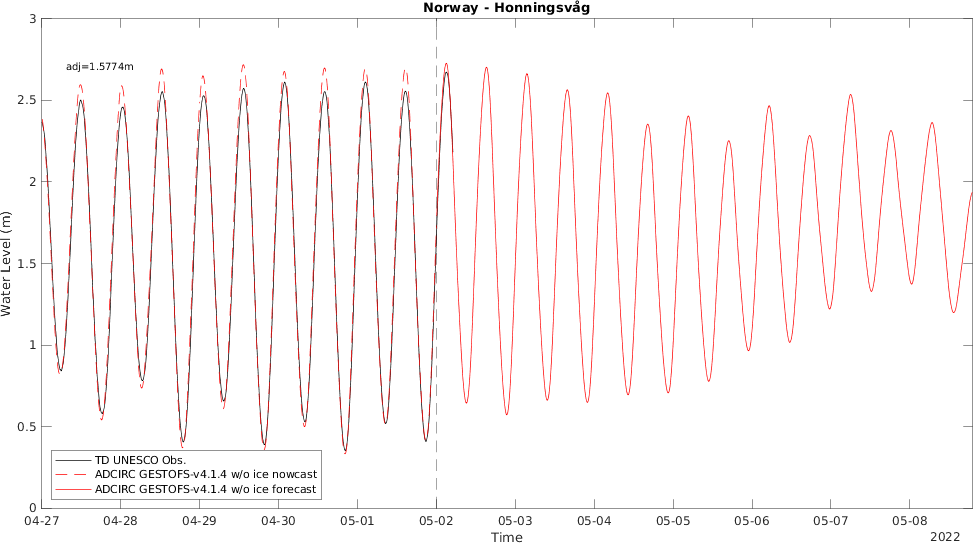 Norway - Honningsvåg
adj=1.5774m
3
2.5
2
1.5
1
0.5
0
Water Level (m)
TD UNESCO Obs.
ADCIRC GESTOFS-v4.1.4 w/o ice nowcast
ADCIRC GESTOFS-v4.1.4 w/o ice forecast
04-27 04-28 04-29 04-30 05-01 05-02 05-03 05-04 05-05 05-06 05-07 05-08
Time
2022